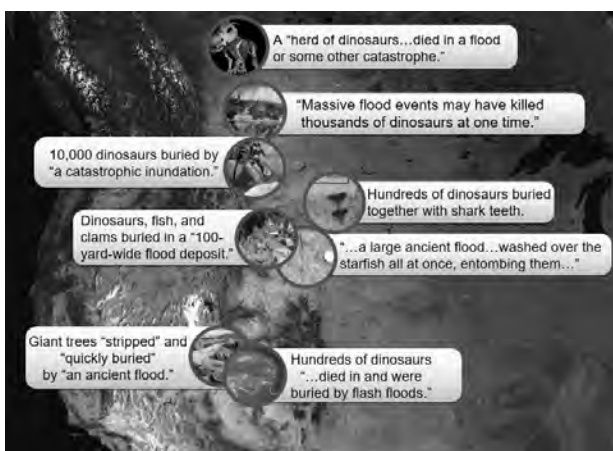 A “herd of dinosaurs…died in a flood
or some other catastrophe.”
“Massive flood events may have killed
thousands of dinosaurs at one time.”
10,000 dinosaurs buried by
“a catastrophic inundation.”
Hundreds of dinosaurs buried
together with shark teeth.
Dinosaurs, fish, and
clams buried in a “100-
yard-wide flood deposit.”
“…a large ancient flood…washed over the
starfish all at once, entombing them…”
Giant trees “stripped” and
“quickly buried”
by “an ancient flood.”
Hundreds of dinosaurs
“…died in and were
buried by flash floods.”